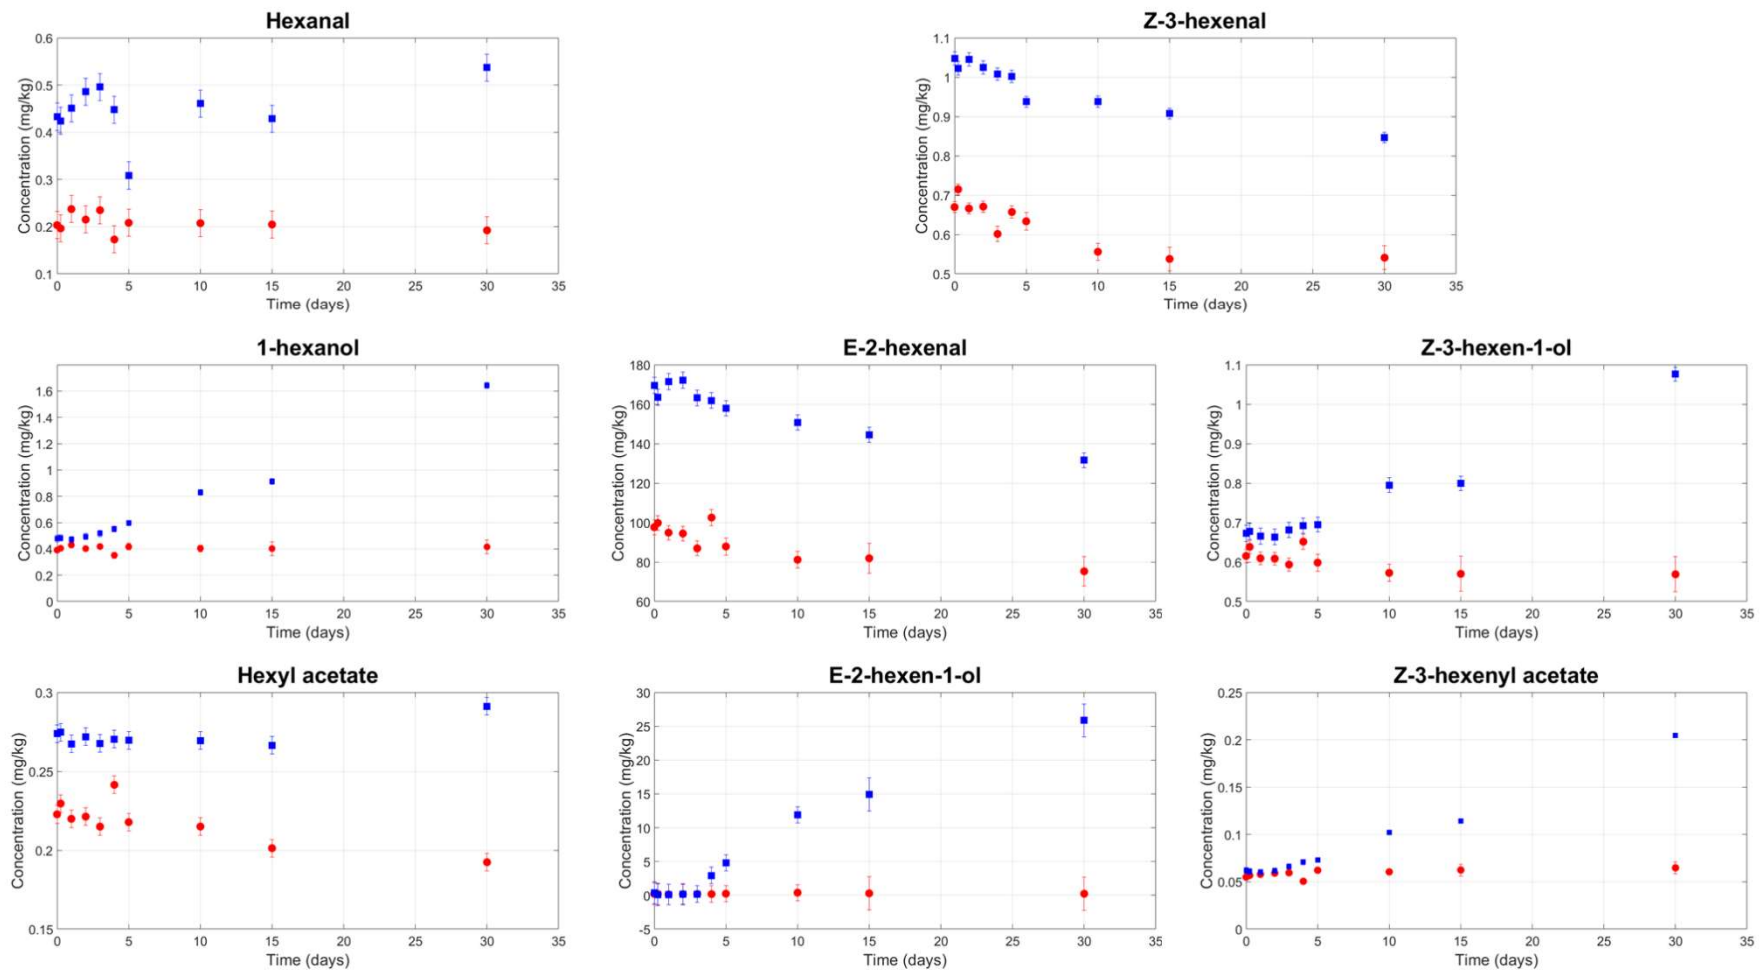 Hexanal
0.6
0.5
0.4
0.3
0.2
0.1
Concentration (mg/kg)
0 5 10 15 20 25 30 35
Time (days)
Z-3-hexenal
1.1
1
0.9
0.8
0.7
0.6
0.5
Concentration (mg/kg)
0 5 10 15 20 25 30 35
Time (days)
1-hexanol
1.6
1.4
1.2
1
0.8
0.6
0.4
0.2
0
Concentration (mg/kg)
0 5 10 15 20 25 30 35
Time (days)
E-2-hexenal
180
160
140
120
100
80
60
Concentration (mg/kg)
0 5 10 15 20 25 30 35
Time (days)
Z-3-hexen-1-ol
1.1
1
0.9
0.8
0.7
0.6
0.5
Concentration (mg/kg)
0 5 10 15 20 25 30 35
Time (days)
Hexyl acetate
0.3
0.25
0.2
0.15
Concentration (mg/kg)
0 5 10 15 20 25 30 35
Time (days)
E-2-hexen-1-ol
30
25
20
15
10
5
0
-5
Concentration (mg/kg)
0 5 10 15 20 25 30 35
Time (days)
Z-3-hexenyl acetate
0.25
0.2
0.15
0.1
0.05
0
Concentration (mg/kg)
0 5 10 15 20 25 30 35
Time (days)